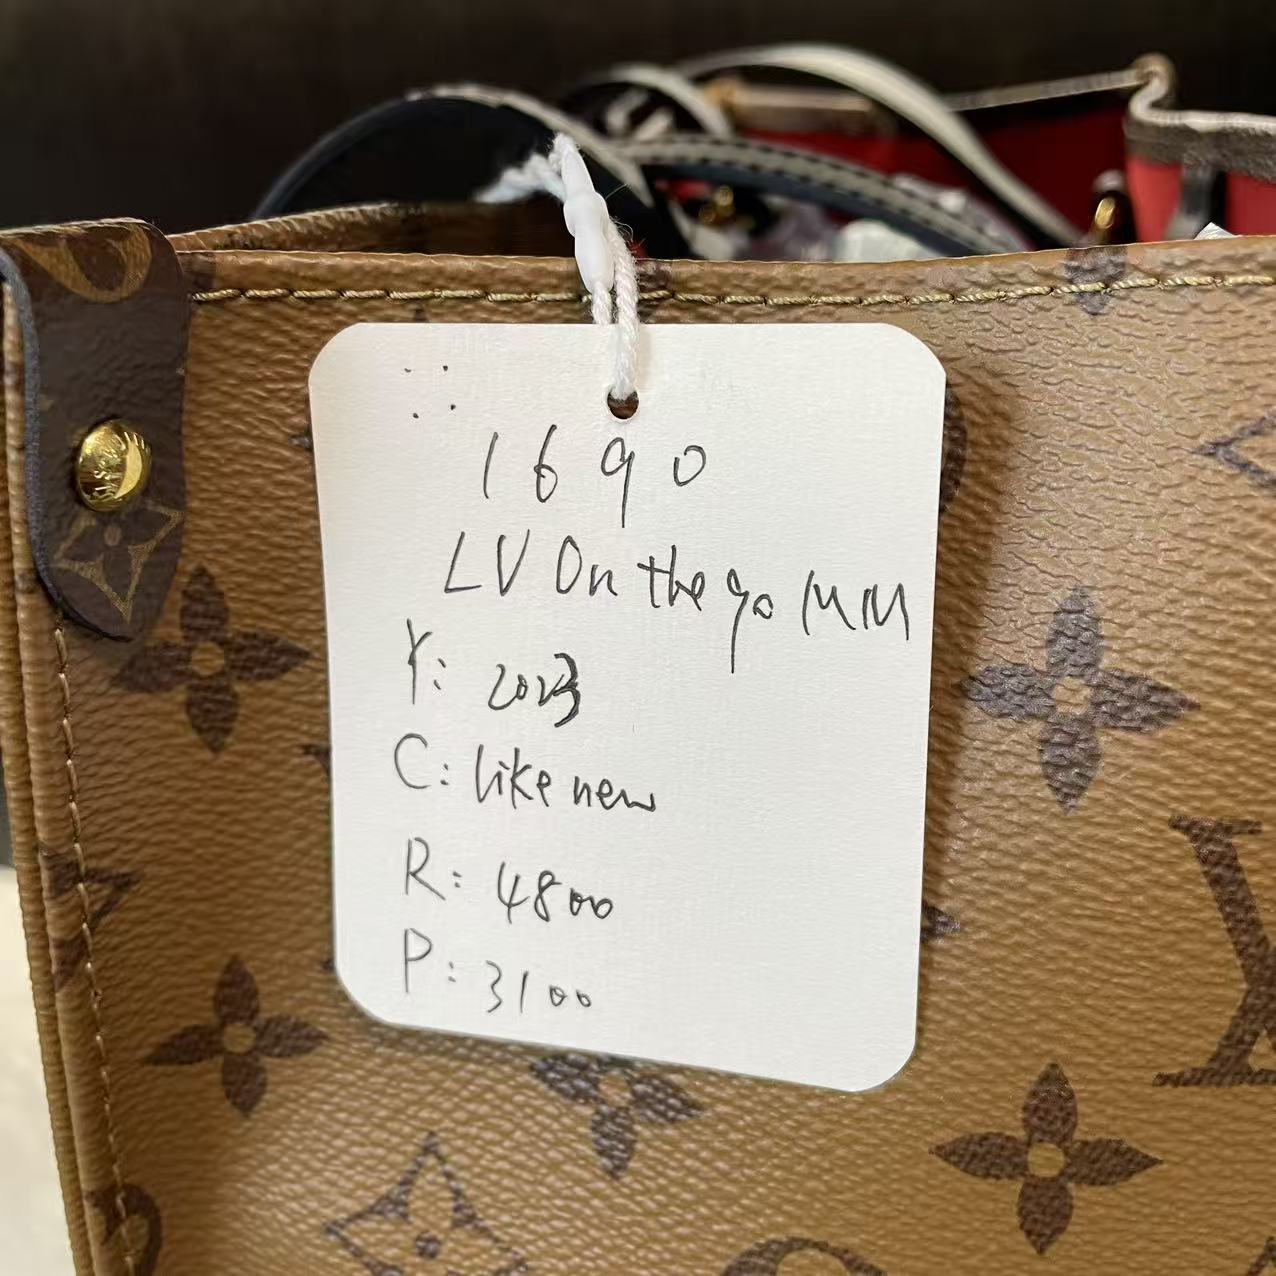 1690
LV On the go MM
Y: 2023
C: like new
R: 4800
P: 3100